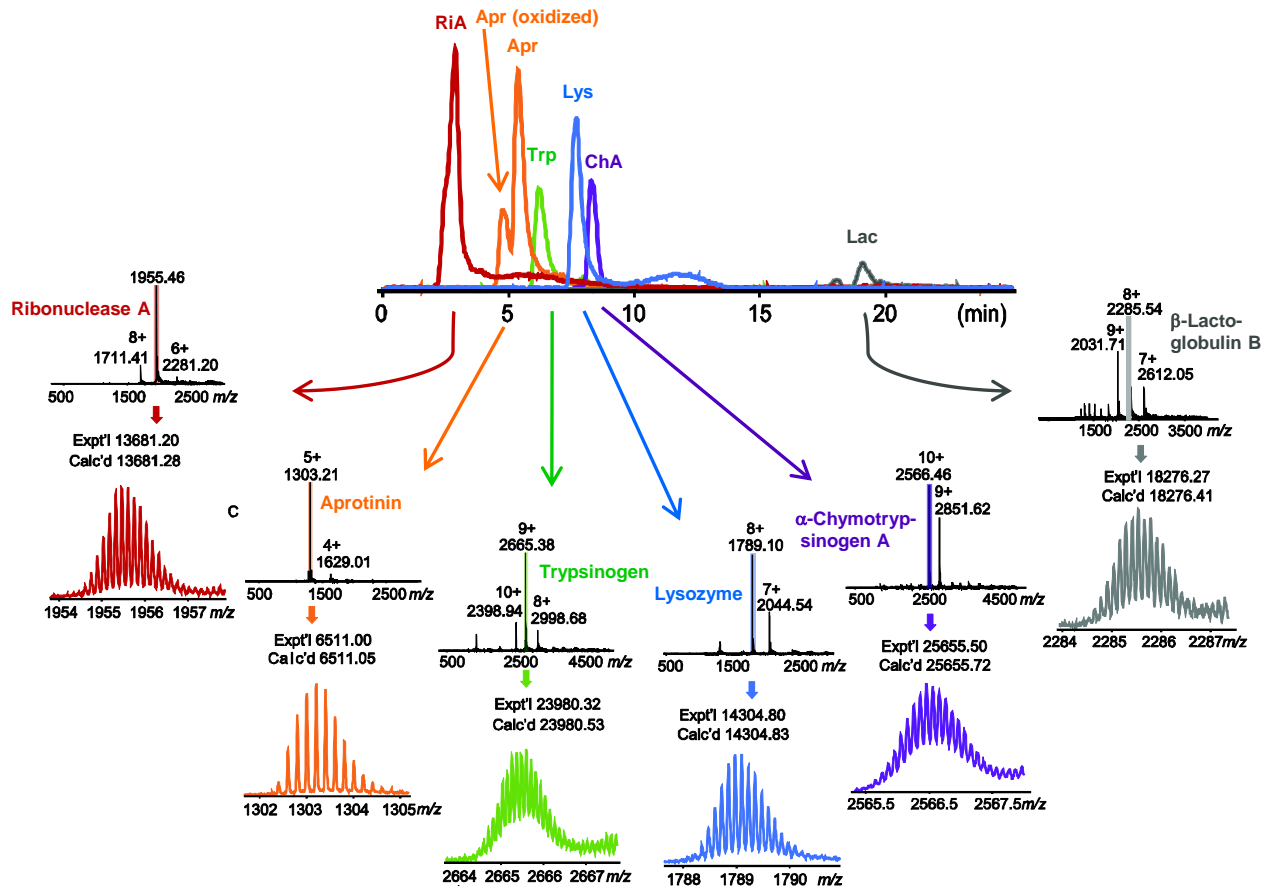 Apr (oxidized)
RiA
Apr
Lys
Trp
ChA
Lac
0 5 10 15 20 (min)
1955.46
Ribonuclease A
8+
1711.41
6+
2281.20
500 1500 2500 m/z
Expt'l 13681.20
Calc'd 13681.28
1954 1955 1956 1957 m/z
C
5+
1303.21
Aprotinin
4+
1629.01
500 1500 2500 m/z
Expt'l 6511.00
Calc'd 6511.05
1302 1303 1304 1305 m/z
9+
2665.38
Trypsinogen
10+
2398.94
8+
2998.68
500 2500 4500 m/z
Expt'l 23980.32
Calc'd 23980.53
2664 2665 2666 2667 m/z
8+
1789.10
Lysozyme
7+
2044.54
500 1500 2500 m/z
Expt'l 14304.80
Calc'd 14304.83
1788 1789 1790 m/z
α-Chymotryp-
sinogen A
10+
2566.46
9+
2851.62
500 2500 4500 m/z
Expt'l 25655.50
Calc'd 25655.72
2565.5 2566.5 2567.5 m/z
8+
2285.54
9+
2031.71
β-Lacto-
globulin B
7+
2612.05
1500 2500 3500 m/z
Expt'l 18276.27
Calc'd 18276.41
2284 2285 2286 2287 m/z